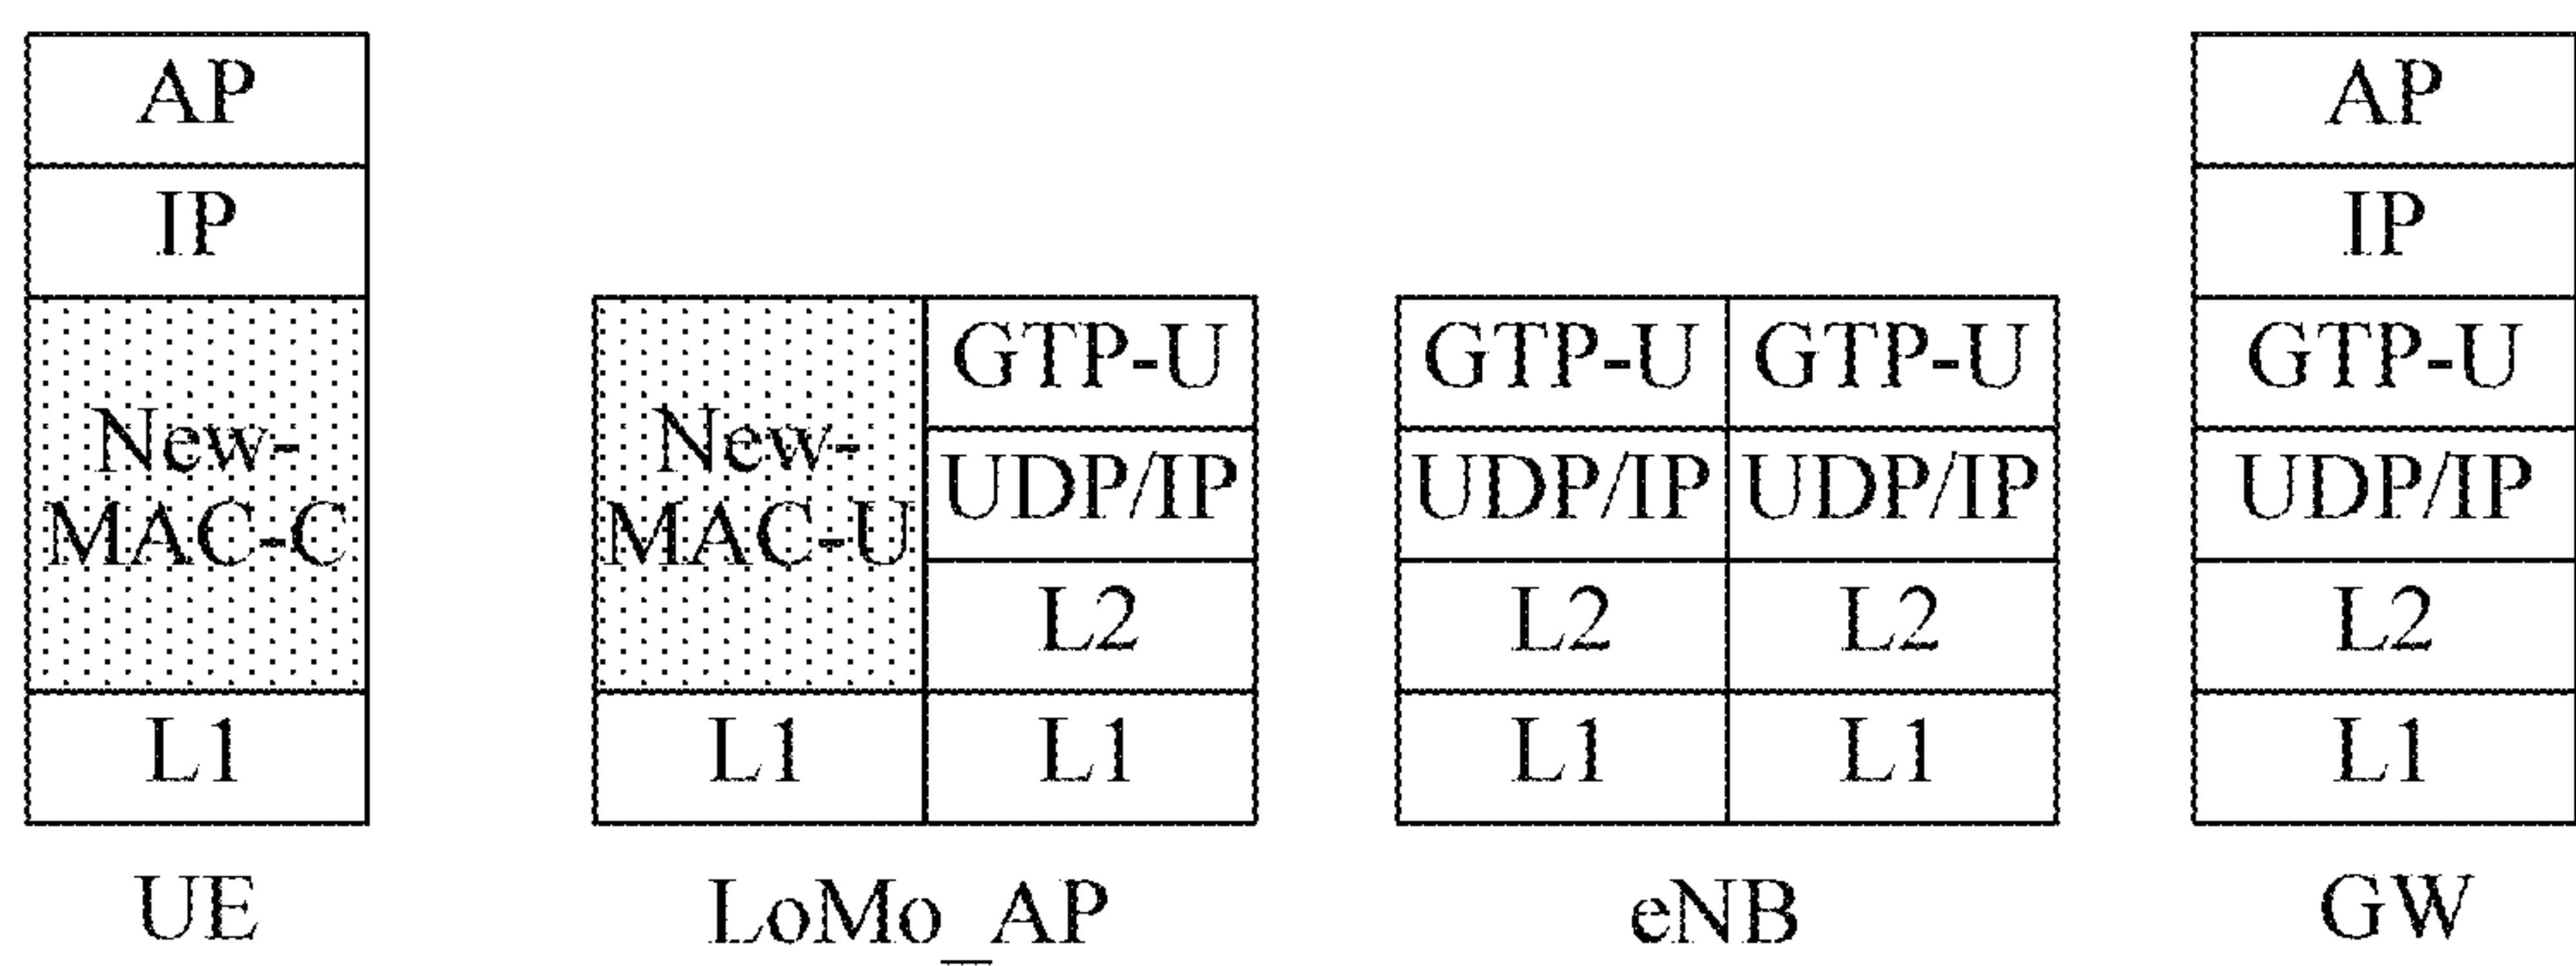 AP
IP
New-
MAC-C
L1
UE
New-
MAC-U
L1
GTP-U
UDP/IP
L2
L1
LoMo_AP
GTP-U
UDP/IP
L2
L1
GTP-U
UDP/IP
L2
L1
eNB
AP
IP
GTP-U
UDP/IP
L2
L1
GW